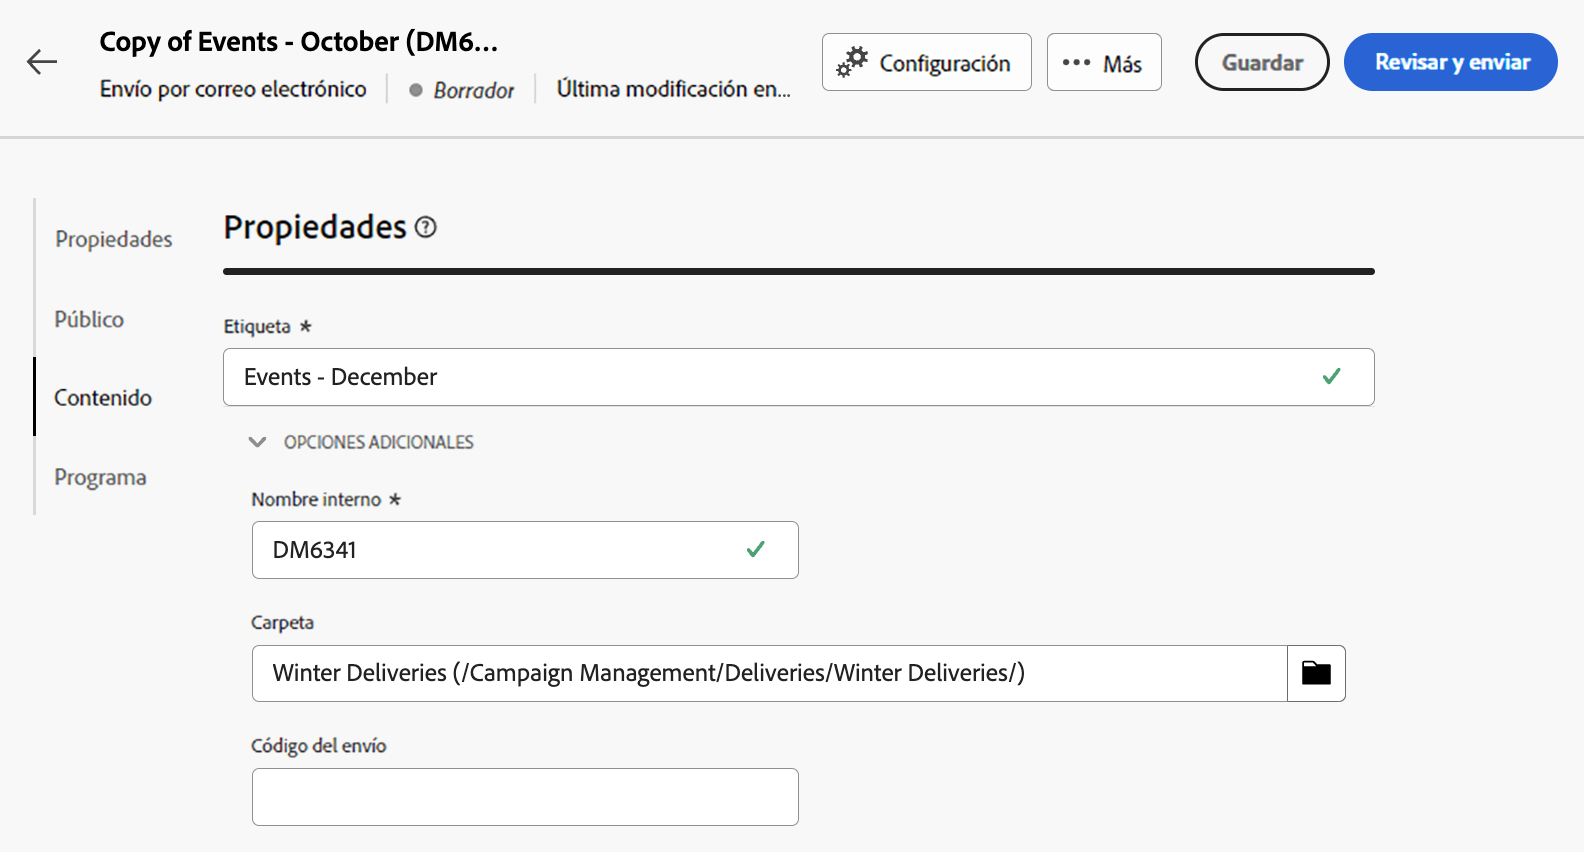 Copy of Events - October (DM6...
Envío por correo electrónico
Borrador
Última modificación en...
Configuración
Más
Guardar
Revisar y enviar
Propiedades
Público
Contenido
Programa
Propiedades
Etiqueta *
Events - December
OPCIONES ADICIONALES
Nombre interno *
DM6341
Carpeta
Winter Deliveries (/Campaign Management/Deliveries/Winter Deliveries/)
Código del envío